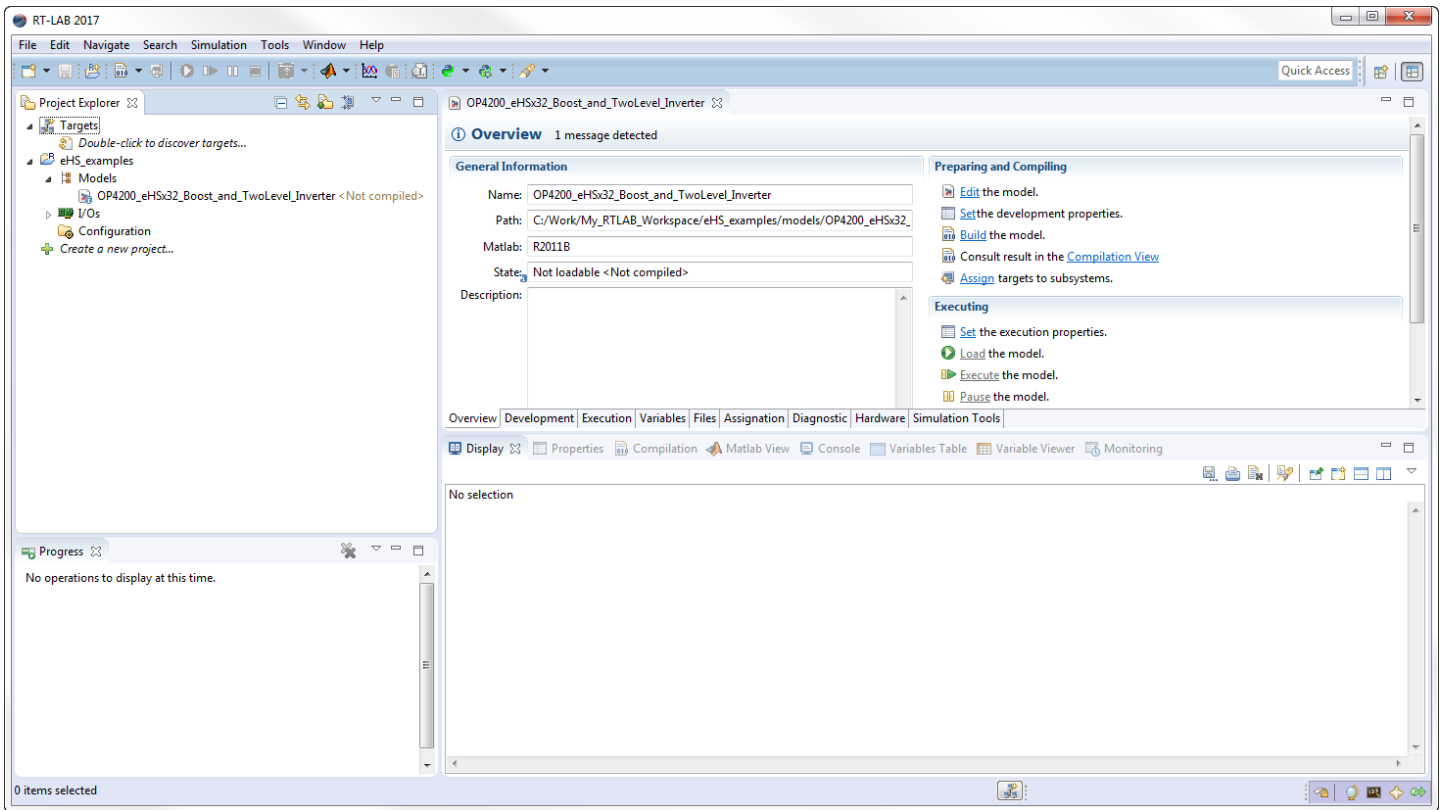 RT-LAB 2017
File Edit Navigate Search Simulation Tools Window Help
Quick Access
Project Explorer
Targets
Double-click to discover targets...
eHS_examples
Models
OP4200_eHSx32_Boost_and_TwoLevel_Inverter <Not compiled>
I/Os
Configuration
Create a new project...
Progress
No operations to display at this time.
OP4200_eHSx32_Boost_and_TwoLevel_Inverter
Overview 1 message detected
General Information
Name: OP4200_eHSx32_Boost_and_TwoLevel_Inverter
Path: C:/Work/My_RTLAB_Workspace/eHS_examples/models/OP4200_eHSx32_
Matlab: R2011B
State: Not loadable <Not compiled>
Description:
Preparing and Compiling
Edit the model.
Setthe development properties.
Build the model.
Consult result in the Compilation View
Assign targets to subsystems.
Executing
Set the execution properties.
Load the model.
Execute the model.
Pause the model.
Overview Development Execution Variables Files Assignation Diagnostic Hardware Simulation Tools
Display Properties Compilation Matlab View Console Variables Table Variable Viewer Monitoring
No selection
0 items selected